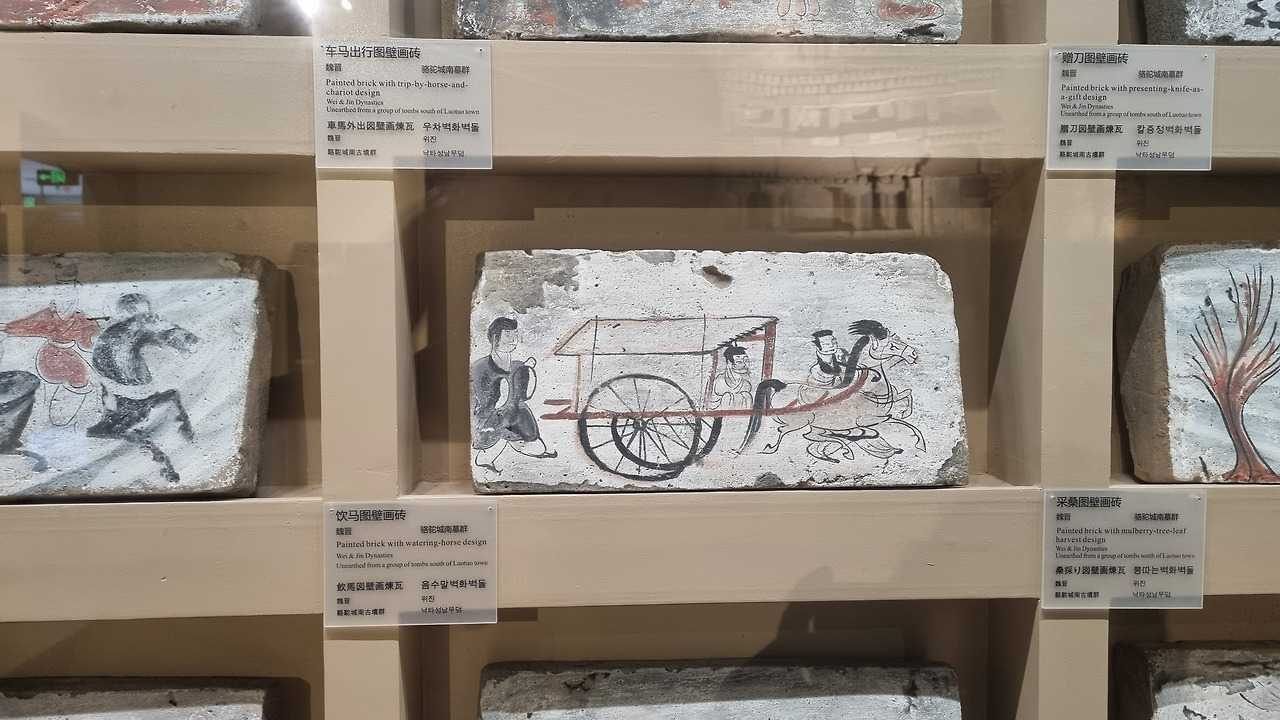 车马出行图壁画砖
魏晋 骆驼城南墓群
Painted brick with trip-by-horse-and-
chariot design
Wei & Jin Dynasties
Unearthed from a group of tombs south of Luotuo town
車馬外出図壁画煉瓦 우차벽화벽돌
魏晋 위진
駱駝城南古墳群 낙타성남무덤
赠刀图壁画砖
魏晋 骆驼城南墓群
Painted brick with presenting-knife-as-
a-gift design
Wei & Jin Dynasties
Unearthed from a group of tombs south of Luotuo town
贈刀図壁画煉瓦 칼증정벽화벽돌
魏晋 위진
駱駝城南古墳群 낙타성남무덤
饮马图壁画砖
魏晋 骆驼城南墓群
Painted brick with watering-horse design
Wei & Jin Dynasties
Unearthed from a group of tombs south of Luotuo town
飲馬図壁画煉瓦 음수말벽화벽돌
魏晋 위진
駱駝城南古墳群 낙타성남무덤
采桑图壁画砖
魏晋 骆驼城南墓群
Painted brick with mulberry-tree-leaf
harvest design
Wei & Jin Dynasties
Unearthed from a group of tombs south of Luotuo town
桑採り図壁画煉瓦 뽕따는벽화벽돌
魏晋 위진
駱駝城南古墳群 낙타성남무덤